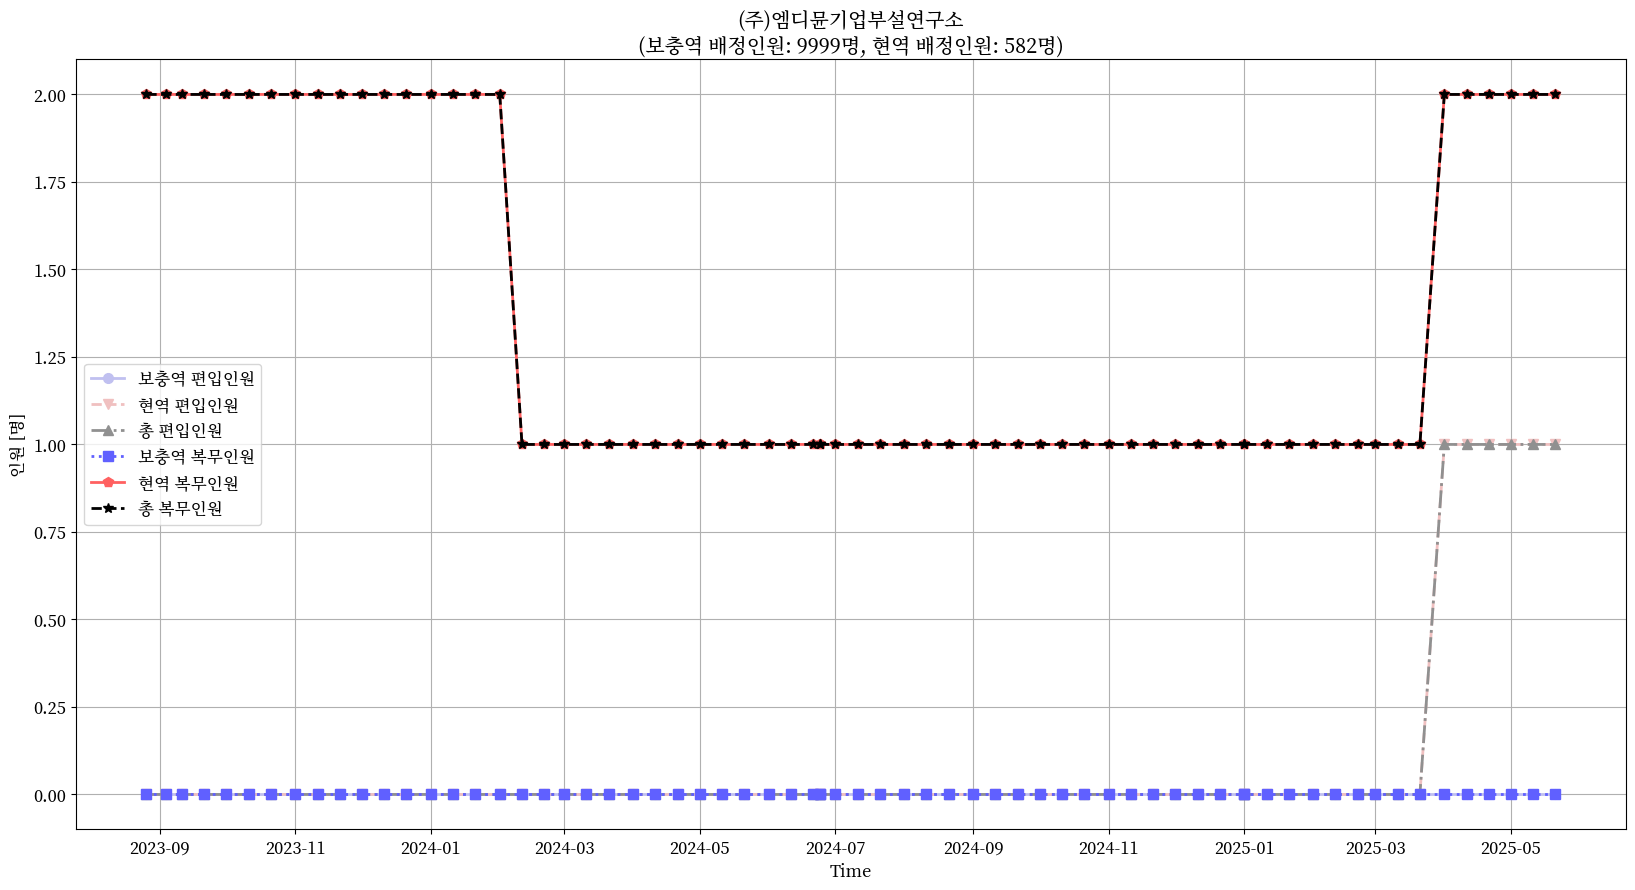 (주)엠디뮨기업부설연구소
(보충역 배정인원: 9999명, 현역 배정인원: 582명)
인원 [명]
2.00
1.75
1.50
1.25
1.00
0.75
0.50
0.25
0.00
보충역 편입인원
현역 편입인원
총 편입인원
보충역 복무인원
현역 복무인원
총 복무인원
2023-09 2023-11 2024-01 2024-03 2024-05 2024-07 2024-09 2024-11 2025-01 2025-03 2025-05
Time